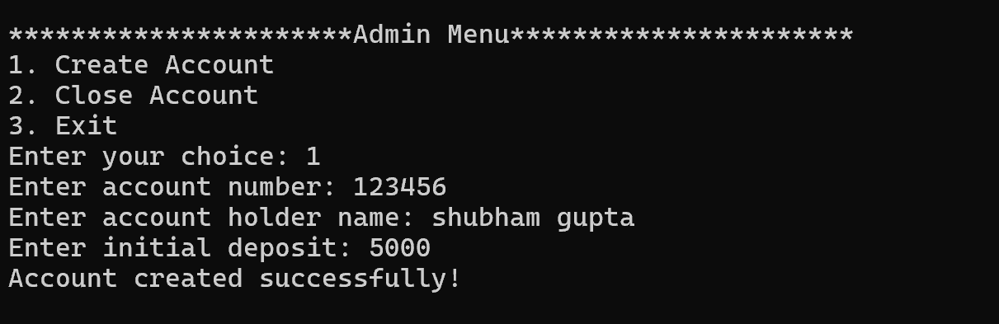 **********************Admin Menu**********************
1. Create Account
2. Close Account
3. Exit
Enter your choice: 1
Enter account number: 123456
Enter account holder name: shubham gupta
Enter initial deposit: 5000
Account created successfully!